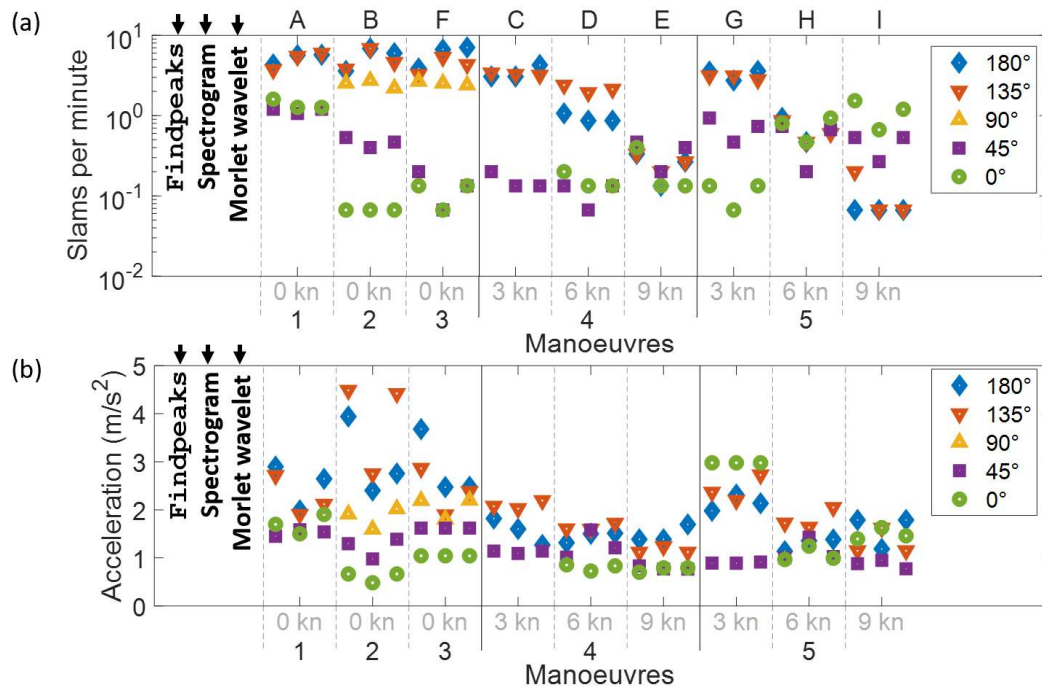 (a)
A B F C D E G H I
Findpeaks
Spectrogram
Morlet wavelet
Slams per minute
10^1
10^0
10^-1
10^-2
180°
135°
90°
45°
0°
0 kn 0 kn 0 kn 3 kn 6 kn 9 kn 3 kn 6 kn 9 kn
1 2 3 4 5
Manoeuvres
(b)
Findpeaks
Spectrogram
Morlet wavelet
Acceleration (m/s²)
5
4
3
2
1
0
180°
135°
90°
45°
0°
0 kn 0 kn 0 kn 3 kn 6 kn 9 kn 3 kn 6 kn 9 kn
1 2 3 4 5
Manoeuvres